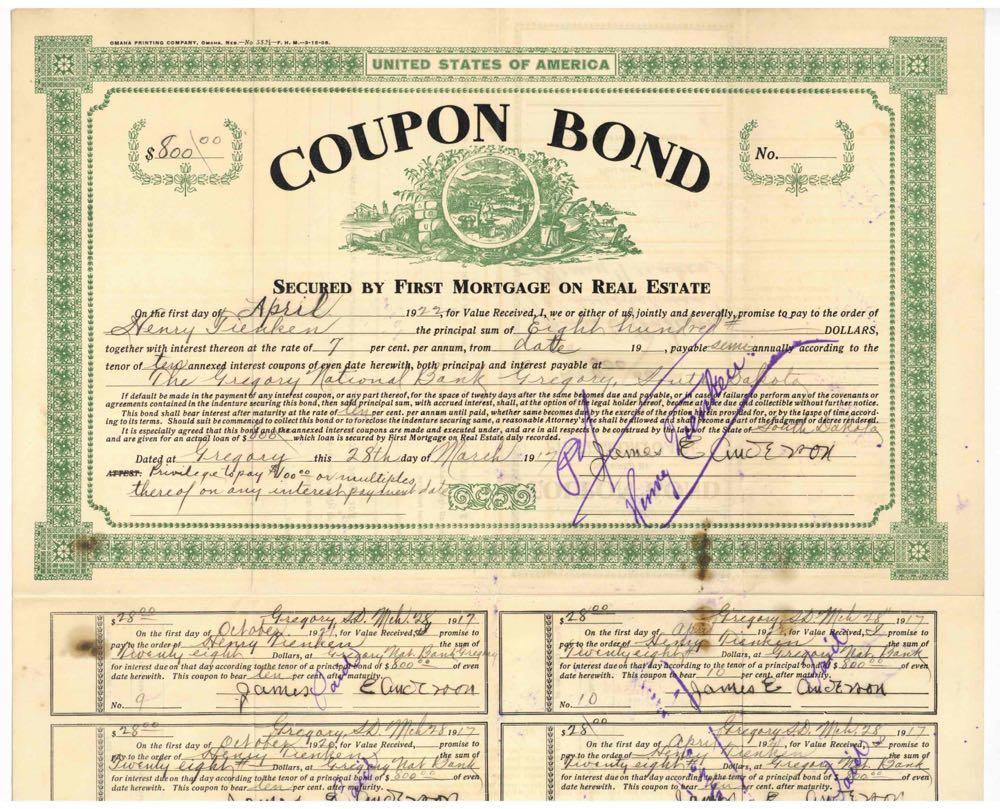 OMAHA PRINTING COMPANY, OMAHA, NEB.
UNITED STATES OF AMERICA
COUPON BOND
$800.00
No.
SECURED BY FIRST MORTGAGE ON REAL ESTATE
On the first day of April 1922, for Value Received, I, we or either of us, jointly and severally, promise to pay to the order of
Henry Tienken the principal sum of Eight hundred DOLLARS,
together with interest thereon at the rate of 7 per cent. per annum, from date 19 , payable semi annually according to the
tenor of ten annexed interest coupons of even date herewith, both principal and interest payable at
The Gregory National Bank Gregory, South Dakota
If default be made in the payment of any interest coupon, or any part thereof, for the space of twenty days after the same becomes due and payable, or in case of failure to perform any of the covenants or
agreements contained in the indenture securing this bond, then said principal sum, with accrued interest, shall, at the option of the legal holder hereof, become at once due and collectible without further notice.
This bond shall bear interest after maturity at the rate of ten per cent. per annum until paid, whether same becomes due by the exercise of the option herein provided for, or by the lapse of time accord-
ing to its terms. Should suit be commenced to collect this bond or to foreclose the indenture securing same, a reasonable Attorney's fee shall be allowed and become a part of the judgment or decree rendered.
It is especially agreed that this bond and the annexed interest coupons are made and executed under, and are in all respects to be construed by the laws of the State of South Dakota
and are given for an actual loan of $ 800.00 which loan is secured by First Mortgage on Real Estate duly recorded.
Dated at Gregory this 28th day of March 1917
James E Anderson
ATTEST: Privilege to pay $100.00 or multiples
thereof on any interest payment date
Pd
Henry Tienken
$28.00 Gregory, S.D. Mch. 28 1917
On the first day of October 1921, for Value Received, I promise to
pay to the order of Henry Tienken the sum of
Twenty eight Dollars, at Gregory Nat. Bank Gregory
for interest due on that day according to the tenor of a principal bond of $800.00 of even
date herewith. This coupon to bear ten per cent. after maturity.
James E Anderson
No. 9
Paid
$28.00 Gregory S.D. Mch 28 1917
On the first day of April 1922, for Value Received, I promise to
pay to the order of Henry Tienken the sum of
Twenty eight Dollars, at Gregory Nat. Bank
for interest due on that day according to the tenor of a principal bond of $800.00 of even
date herewith. This coupon to bear 10 per cent. after maturity.
James E Anderson
No. 10
Paid
$28.00 Gregory, S.D. Mch 28 1917
On the first day of October 1920, for Value Received, promise to
pay to the order of Henry Tienken the sum of
Twenty eight Dollars, at Gregory Nat Bank
for interest due on that day according to the tenor of a principal bond of $800.00 of even
date herewith. This coupon to bear ten per cent. after maturity.
Paid
$28 Gregory S.D. Mch 28 1917
On the first day of April 1921, for Value Received, I promise to
pay to the order of Henry Tienken the sum of
Twenty eight Dollars, at Gregory Nat. Bank
for interest due on that day according to the tenor of a principal bond of $800.00 of even
date herewith. This coupon to bear ten per cent. after maturity.
Paid